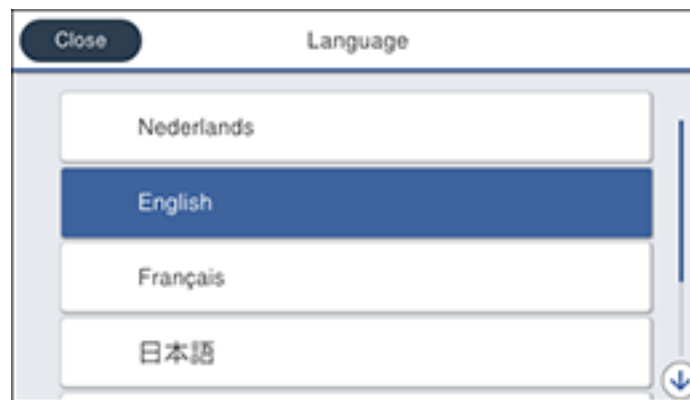 Close
Language
Nederlands
English
Français
日本語